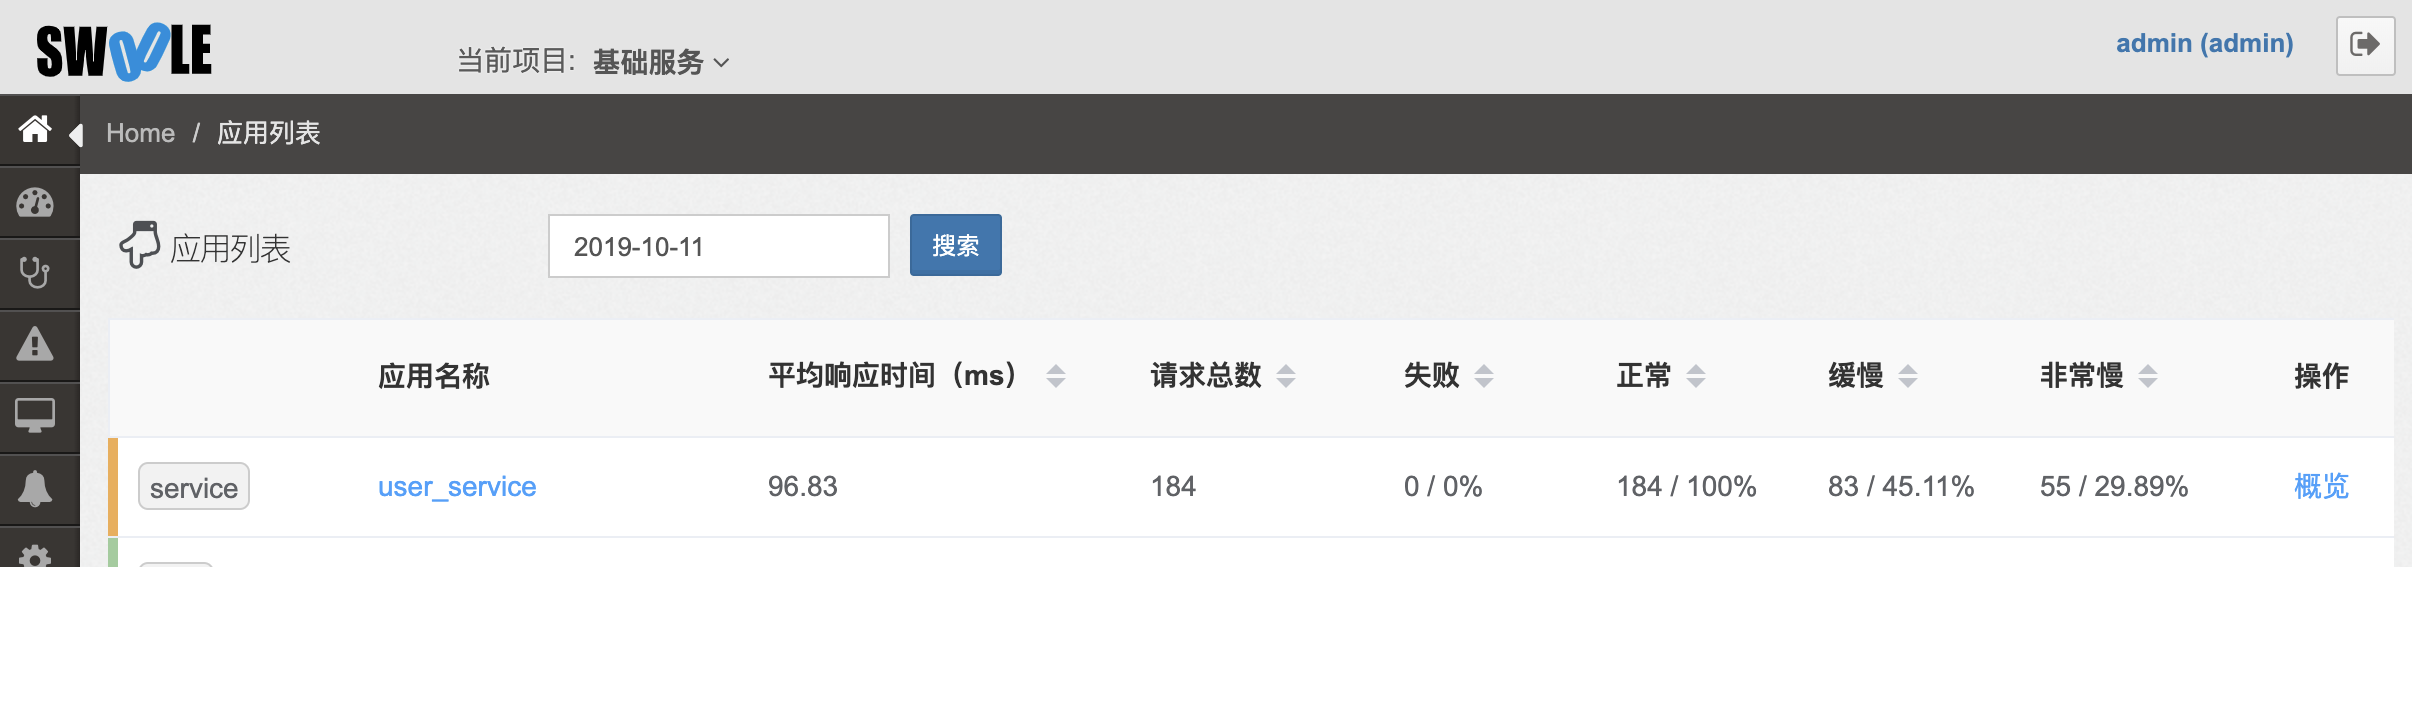 SWOOLE
当前项目: 基础服务
admin (admin)
Home / 应用列表
应用列表
2019-10-11
搜索
应用名称 平均响应时间（ms） 请求总数 失败 正常 缓慢 非常慢 操作
service user_service 96.83 184 0 / 0% 184 / 100% 83 / 45.11% 55 / 29.89% 概览